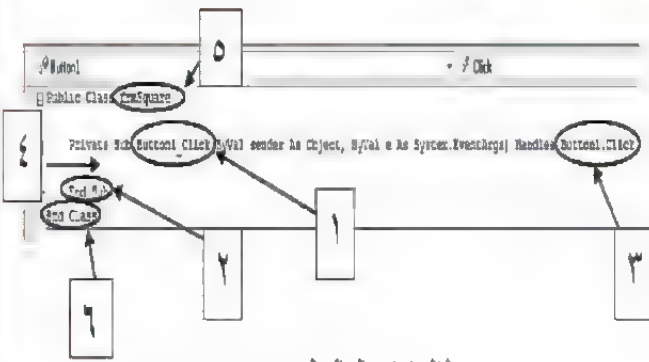 ٥
Button1 Click
Public Class frmSquare
٤
Private Sub Button1_Click(ByVal sender As Object, ByVal e As System.EventArgs) Handles Button1.Click
End Sub
End Class
١
٢
٣
٦